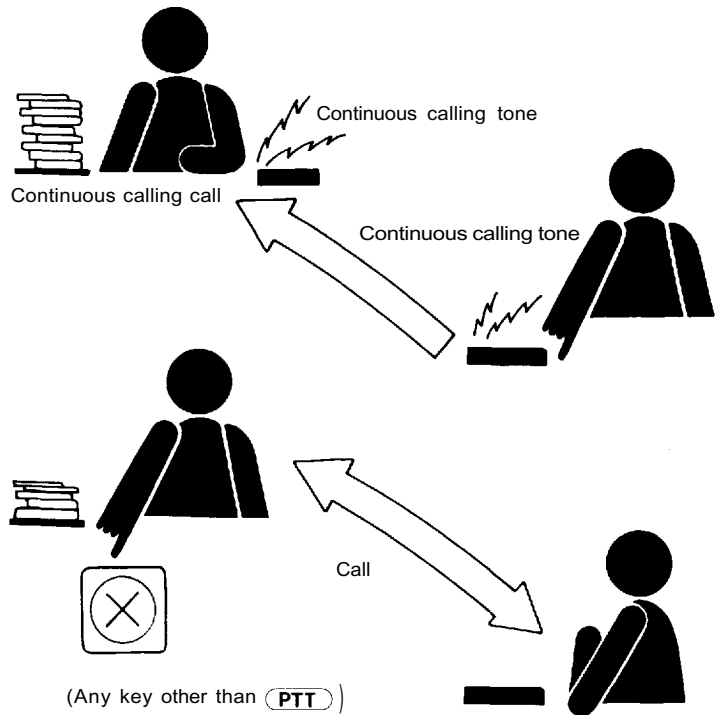 Continuous calling tone
Continuous calling call
Continuous calling tone
Call
(Any key other than PTT)